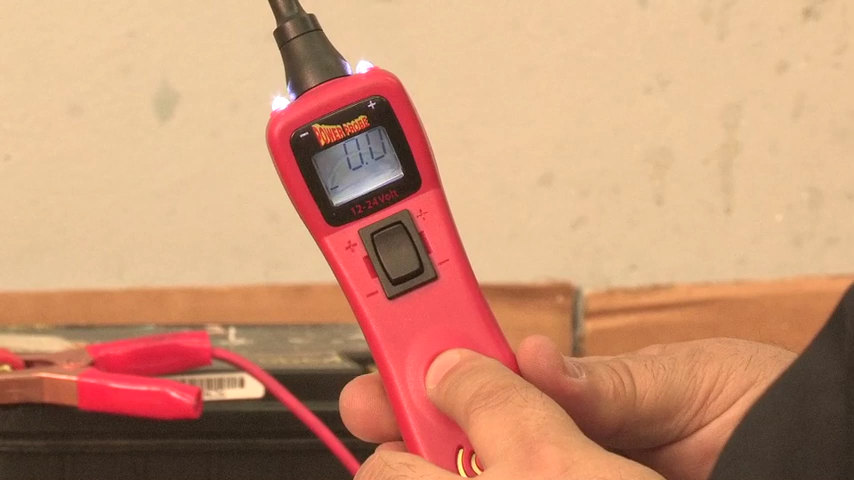 - +
POWER PROBE
0.0
12-24Volt
+ +
- -